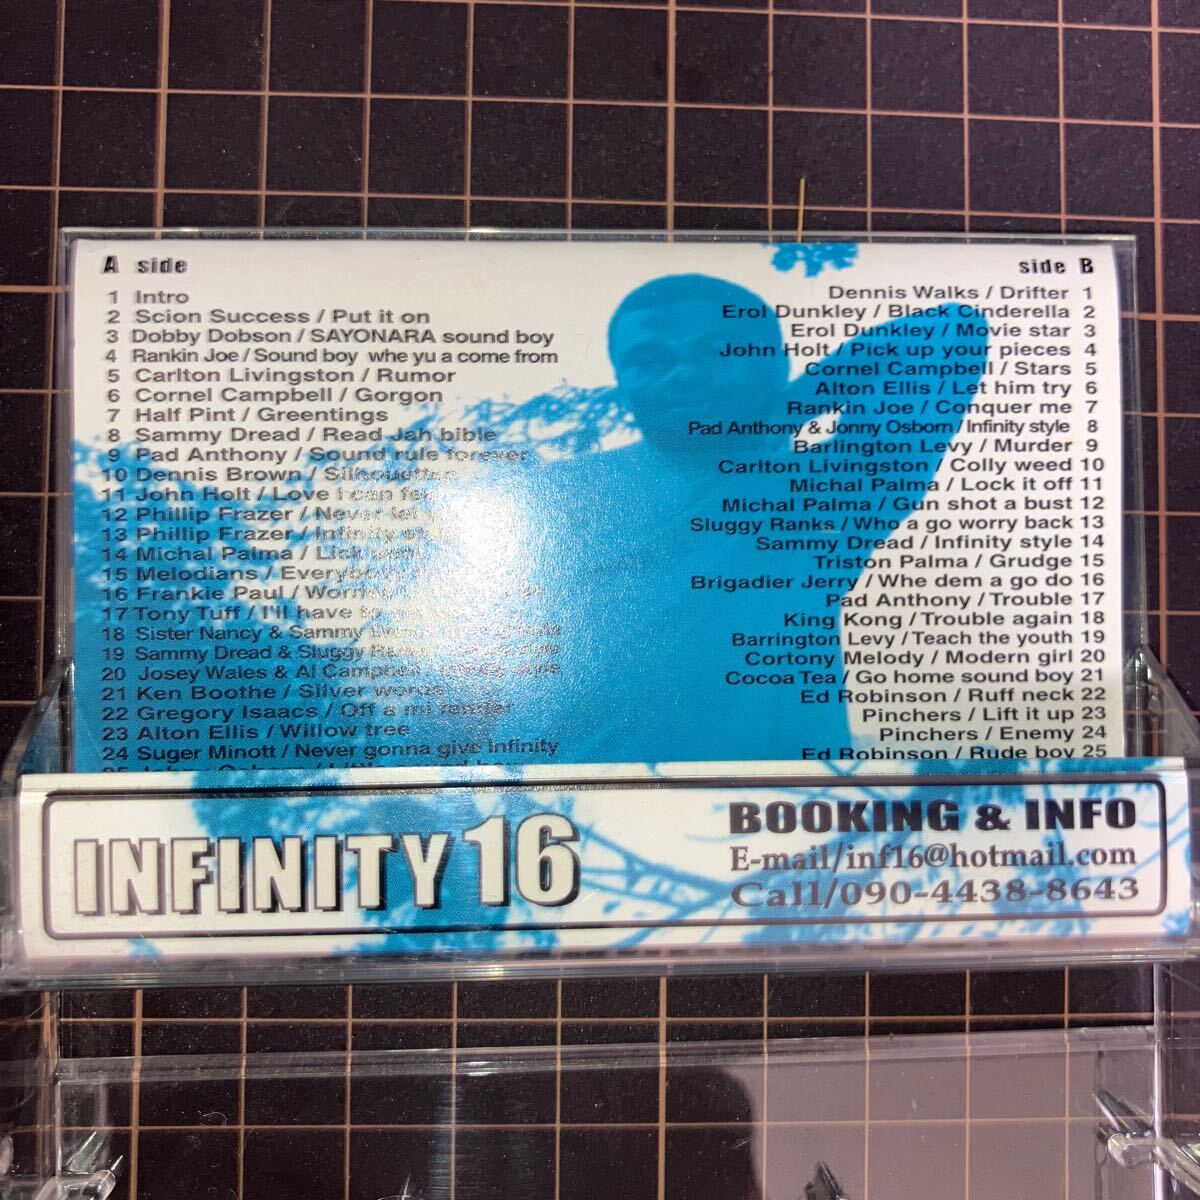 A side
1 Intro
2 Scion Success / Put it on
3 Dobby Dobson / SAYONARA sound boy
4 Rankin Joe / Sound boy whe yu a come from
5 Carlton Livingston / Rumor
6 Cornel Campbell / Gorgon
7 Half Pint / Greentings
8 Sammy Dread / Read Jah bible
9 Pad Anthony / Sound rule forever
10 Dennis Brown / Silhouettes
11 John Holt / Love I can
12 Phillip Frazer / Never let
13 Phillip Frazer / Infinity
14 Michal Palma / Lick
15 Melodians / Everybody
16 Frankie Paul /
17 Tony Tuff / I'll have to
18 Sister Nancy & Sammy
19 Sammy Dread & Sluggy
20 Josey Wales & Al Campbell / style
21 Ken Boothe / Silver words
22 Gregory Isaacs / Off a mi
23 Alton Ellis / Willow tree
24 Suger Minott / Never gonna give Infinity
side B
Dennis Walks / Drifter 1
Erol Dunkley / Black Cinderella 2
Erol Dunkley / Movie star 3
John Holt / Pick up your pieces 4
Cornel Campbell / Stars 5
Alton Ellis / Let him try 6
Rankin Joe / Conquer me 7
Pad Anthony & Jonny Osborn / Infinity style 8
Barlington Levy / Murder 9
Carlton Livingston / Colly weed 10
Michal Palma / Lock it off 11
Michal Palma / Gun shot a bust 12
Sluggy Ranks / Who a go worry back 13
Sammy Dread / Infinity style 14
Triston Palma / Grudge 15
Brigadier Jerry / Whe dem a go do 16
Pad Anthony / Trouble 17
King Kong / Trouble again 18
Barrington Levy / Teach the youth 19
Cortony Melody / Modern girl 20
Cocoa Tea / Go home sound boy 21
Ed Robinson / Ruff neck 22
Pinchers / Lift it up 23
Pinchers / Enemy 24
Ed Robinson / Rude boy 25
INFINITY 16
BOOKING & INFO
E-mail/inf16@hotmail.com
Call/090-4438-8643